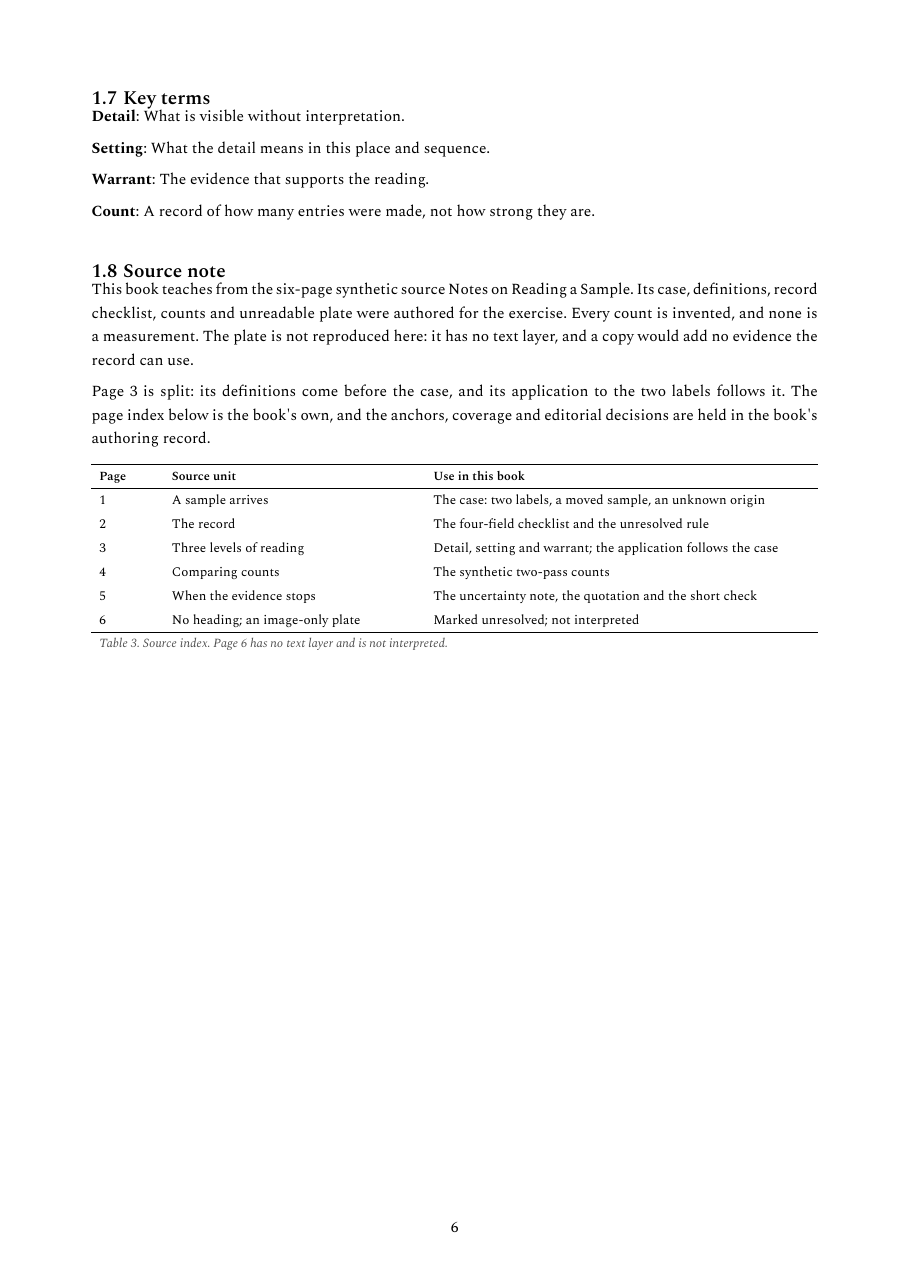 1.7 Key terms
Detail: What is visible without interpretation.
Setting: What the detail means in this place and sequence.
Warrant: The evidence that supports the reading.
Count: A record of how many entries were made, not how strong they are.
1.8 Source note
This book teaches from the six-page synthetic source Notes on Reading a Sample. Its case, definitions, record
checklist, counts and unreadable plate were authored for the exercise. Every count is invented, and none is
a measurement. The plate is not reproduced here: it has no text layer, and a copy would add no evidence the
record can use.
Page 3 is split: its definitions come before the case, and its application to the two labels follows it. The
page index below is the book's own, and the anchors, coverage and editorial decisions are held in the book's
authoring record.
Page Source unit Use in this book
1 A sample arrives The case: two labels, a moved sample, an unknown origin
2 The record The four-field checklist and the unresolved rule
3 Three levels of reading Detail, setting and warrant; the application follows the case
4 Comparing counts The synthetic two-pass counts
5 When the evidence stops The uncertainty note, the quotation and the short check
6 No heading; an image-only plate Marked unresolved; not interpreted
Table 3. Source index. Page 6 has no text layer and is not interpreted.
6